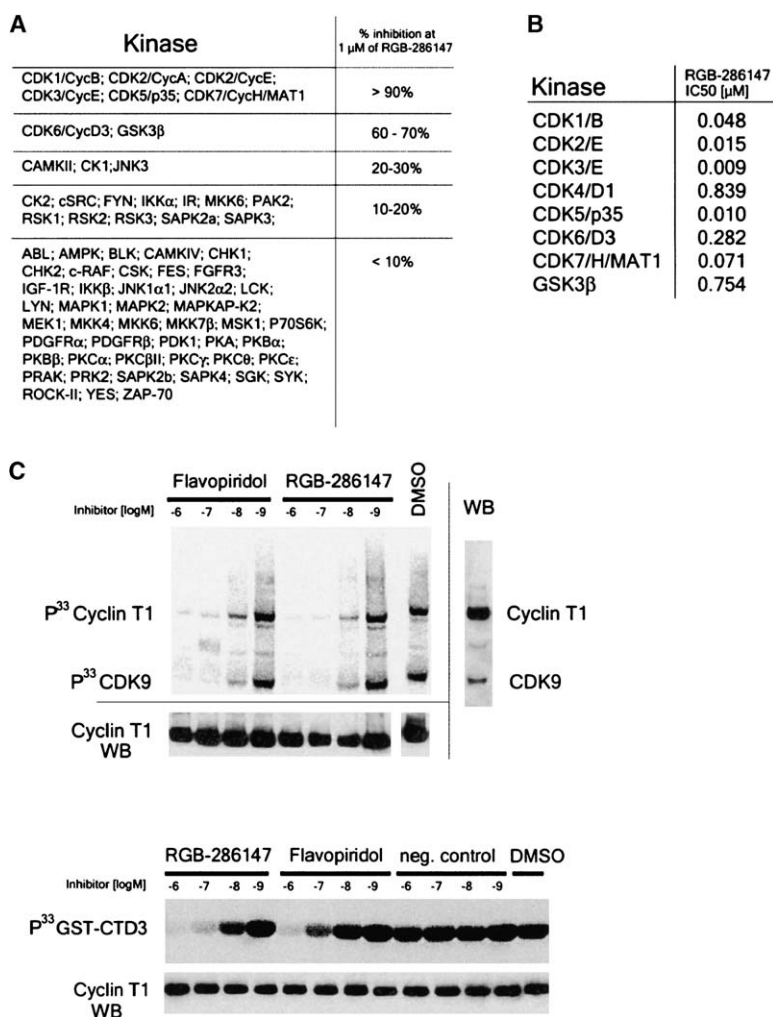 A
Kinase
% inhibition at
1 µM of RGB-286147
CDK1/CycB; CDK2/CycA; CDK2/CycE;
CDK3/CycE; CDK5/p35; CDK7/CycH/MAT1
> 90%
CDK6/CycD3; GSK3β
60 - 70%
CAMKII; CK1;JNK3
20-30%
CK2; cSRC; FYN; IKKα; IR; MKK6; PAK2;
RSK1; RSK2; RSK3; SAPK2a; SAPK3;
10-20%
ABL; AMPK; BLK; CAMKIV; CHK1;
CHK2; c-RAF; CSK; FES; FGFR3;
IGF-1R; IKKβ; JNK1α1; JNK2α2; LCK;
LYN; MAPK1; MAPK2; MAPKAP-K2;
MEK1; MKK4; MKK6; MKK7β; MSK1; P70S6K;
PDGFRα; PDGFRβ; PDK1; PKA; PKBα;
PKBβ; PKCα; PKCβII; PKCγ; PKCθ; PKCε;
PRAK; PRK2; SAPK2b; SAPK4; SGK; SYK;
ROCK-II; YES; ZAP-70
< 10%
B
Kinase
RGB-286147
IC50 [µM]
CDK1/B 0.048
CDK2/E 0.015
CDK3/E 0.009
CDK4/D1 0.839
CDK5/p35 0.010
CDK6/D3 0.282
CDK7/H/MAT1 0.071
GSK3β 0.754
C
Flavopiridol RGB-286147 DMSO
Inhibitor [logM] -6 -7 -8 -9 -6 -7 -8 -9
WB
P33 Cyclin T1
Cyclin T1
P33 CDK9
CDK9
Cyclin T1
WB
RGB-286147 Flavopiridol neg. control DMSO
Inhibitor [logM] -6 -7 -8 -9 -6 -7 -8 -9 -6 -7 -8 -9
P33 GST-CTD3
Cyclin T1
WB